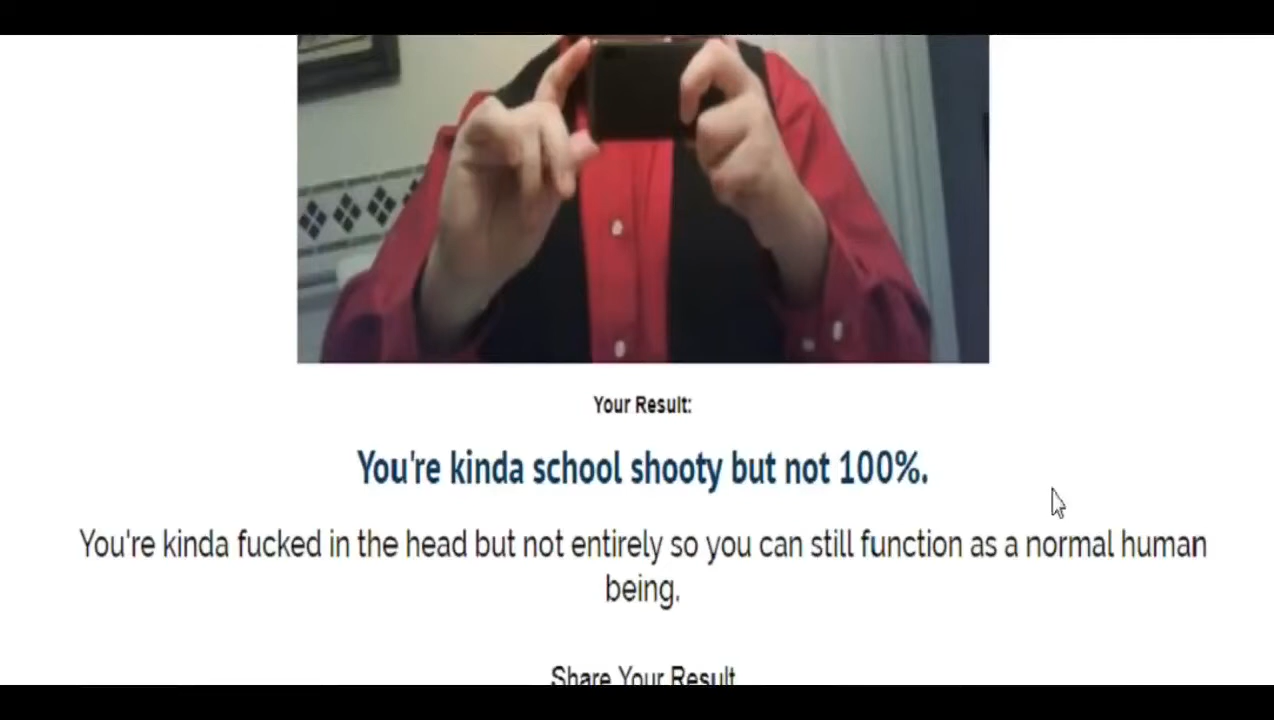 Your Result:
You're kinda school shooty but not 100%.
You're kinda fucked in the head but not entirely so you can still function as a normal human
being.
Share Your Result